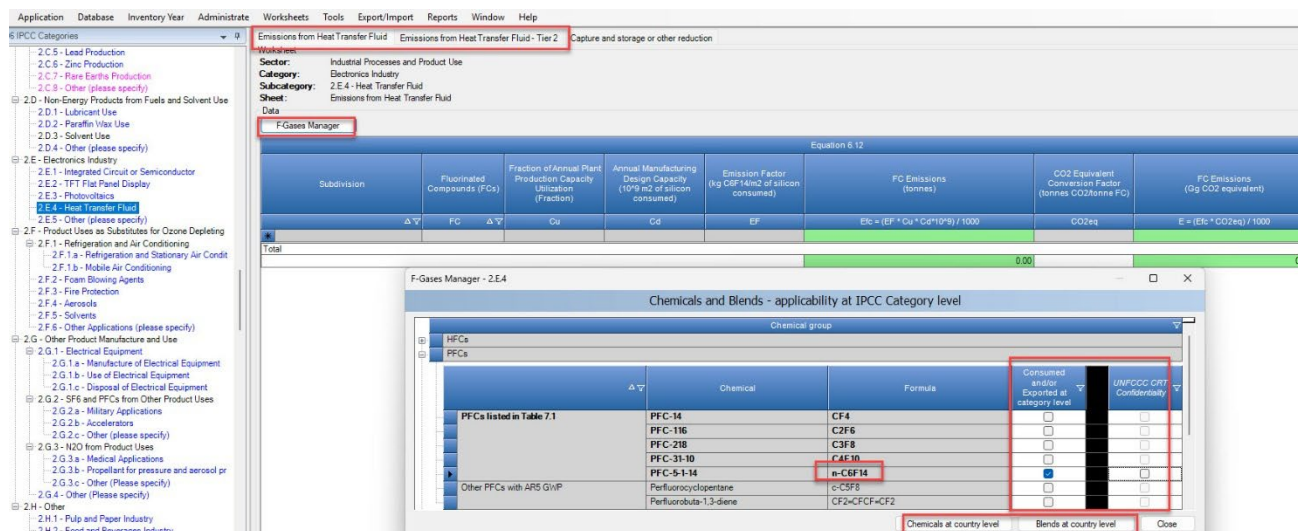 Application Database Inventory Year Administrate Worksheets Tools Export/Import Reports Window Help
6 IPCC Categories
2.C.5 - Lead Production
2.C.6 - Zinc Production
2.C.7 - Rare Earths Production
2.C.8 - Other (please specify)
2.D - Non-Energy Products from Fuels and Solvent Use
2.D.1 - Lubricant Use
2.D.2 - Paraffin Wax Use
2.D.3 - Solvent Use
2.D.4 - Other (please specify)
2.E - Electronics Industry
2.E.1 - Integrated Circuit or Semiconductor
2.E.2 - TFT Flat Panel Display
2.E.3 - Photovoltaics
2.E.4 - Heat Transfer Fluid
2.E.5 - Other (please specify)
2.F - Product Uses as Substitutes for Ozone Depleting
2.F.1 - Refrigeration and Air Conditioning
2.F.1.a - Refrigeration and Stationary Air Condit
2.F.1.b - Mobile Air Conditioning
2.F.2 - Foam Blowing Agents
2.F.3 - Fire Protection
2.F.4 - Aerosols
2.F.5 - Solvents
2.F.6 - Other Applications (please specify)
2.G - Other Product Manufacture and Use
2.G.1 - Electrical Equipment
2.G.1.a - Manufacture of Electrical Equipment
2.G.1.b - Use of Electrical Equipment
2.G.1.c - Disposal of Electrical Equipment
2.G.2 - SF6 and PFCs from Other Product Uses
2.G.2.a - Military Applications
2.G.2.b - Accelerators
2.G.2.c - Other (please specify)
2.G.3 - N2O from Product Uses
2.G.3.a - Medical Applications
2.G.3.b - Propellant for pressure and aerosol pr
2.G.3.c - Other (please specify)
2.G.4 - Other (Please specify)
2.H - Other
2.H.1 - Pulp and Paper Industry
2.H.2 - Food and Beverages Industry
Emissions from Heat Transfer Fluid Emissions from Heat Transfer Fluid - Tier 2 Capture and storage or other reduction
Worksheet
Sector: Industrial Processes and Product Use
Category: Electronics Industry
Subcategory: 2.E.4 - Heat Transfer Fluid
Sheet: Emissions from Heat Transfer Fluid
Data
F-Gases Manager
Equation 6.12
Subdivision
Fluorinated
Compounds (FCs)
Fraction of Annual Plant
Production Capacity
Utilization
(Fraction)
Annual Manufacturing
Design Capacity
(10^9 m2 of silicon
consumed)
Emission Factor
(kg C6F14/m2 of silicon
consumed)
FC Emissions
(tonnes)
CO2 Equivalent
Conversion Factor
(tonnes CO2/tonne FC)
FC Emissions
(Gg CO2 equivalent)
FC Cu Cd EF Efc = (EF * Cu * Cd*10^9) / 1000 CO2eq E = (Efc * CO2eq) / 1000
Total
0.00
F-Gases Manager - 2.E.4
Chemicals and Blends - applicability at IPCC Category level
Chemical group
HFCs
PFCs
Chemical Formula
Consumed
and/or
Exported at
category level
UNFCCC CRT
Confidentiality
PFCs listed in Table 7.1 PFC-14 CF4
PFC-116 C2F6
PFC-218 C3F8
PFC-31-10 C4F10
PFC-5-1-14 n-C6F14
Other PFCs with AR5 GWP Perfluorocyclopentane c-C5F8
Perfluorobuta-1,3-diene CF2=CFCF=CF2
Chemicals at country level Blends at country level Close